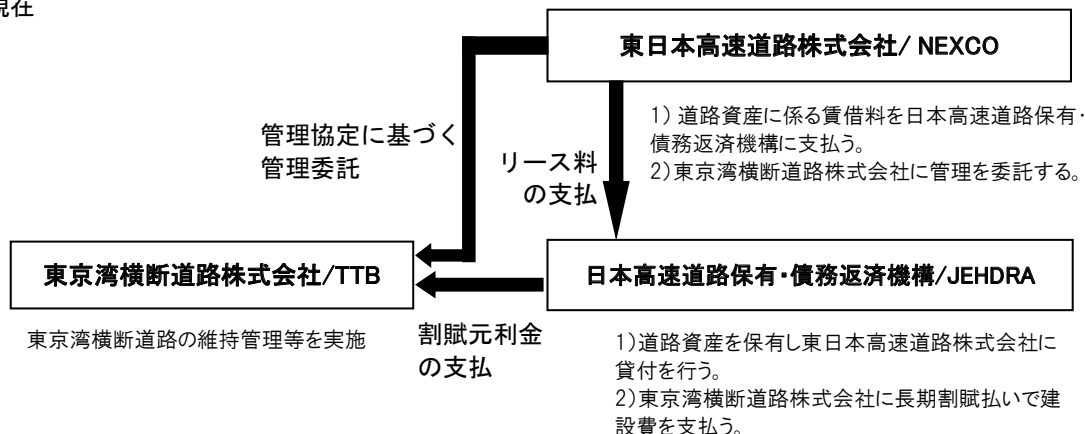 現在
東日本高速道路株式会社/ NEXCO
1) 道路資産に係る賃借料を日本高速道路保有・
債務返済機構に支払う。
2)東京湾横断道路株式会社に管理を委託する。
管理協定に基づく
管理委託
リース料
の支払
東京湾横断道路株式会社/TTB
日本高速道路保有・債務返済機構/JEHDRA
東京湾横断道路の維持管理等を実施
割賦元利金
の支払
1)道路資産を保有し東日本高速道路株式会社に
貸付を行う。
2)東京湾横断道路株式会社に長期割賦払いで建
設費を支払う。